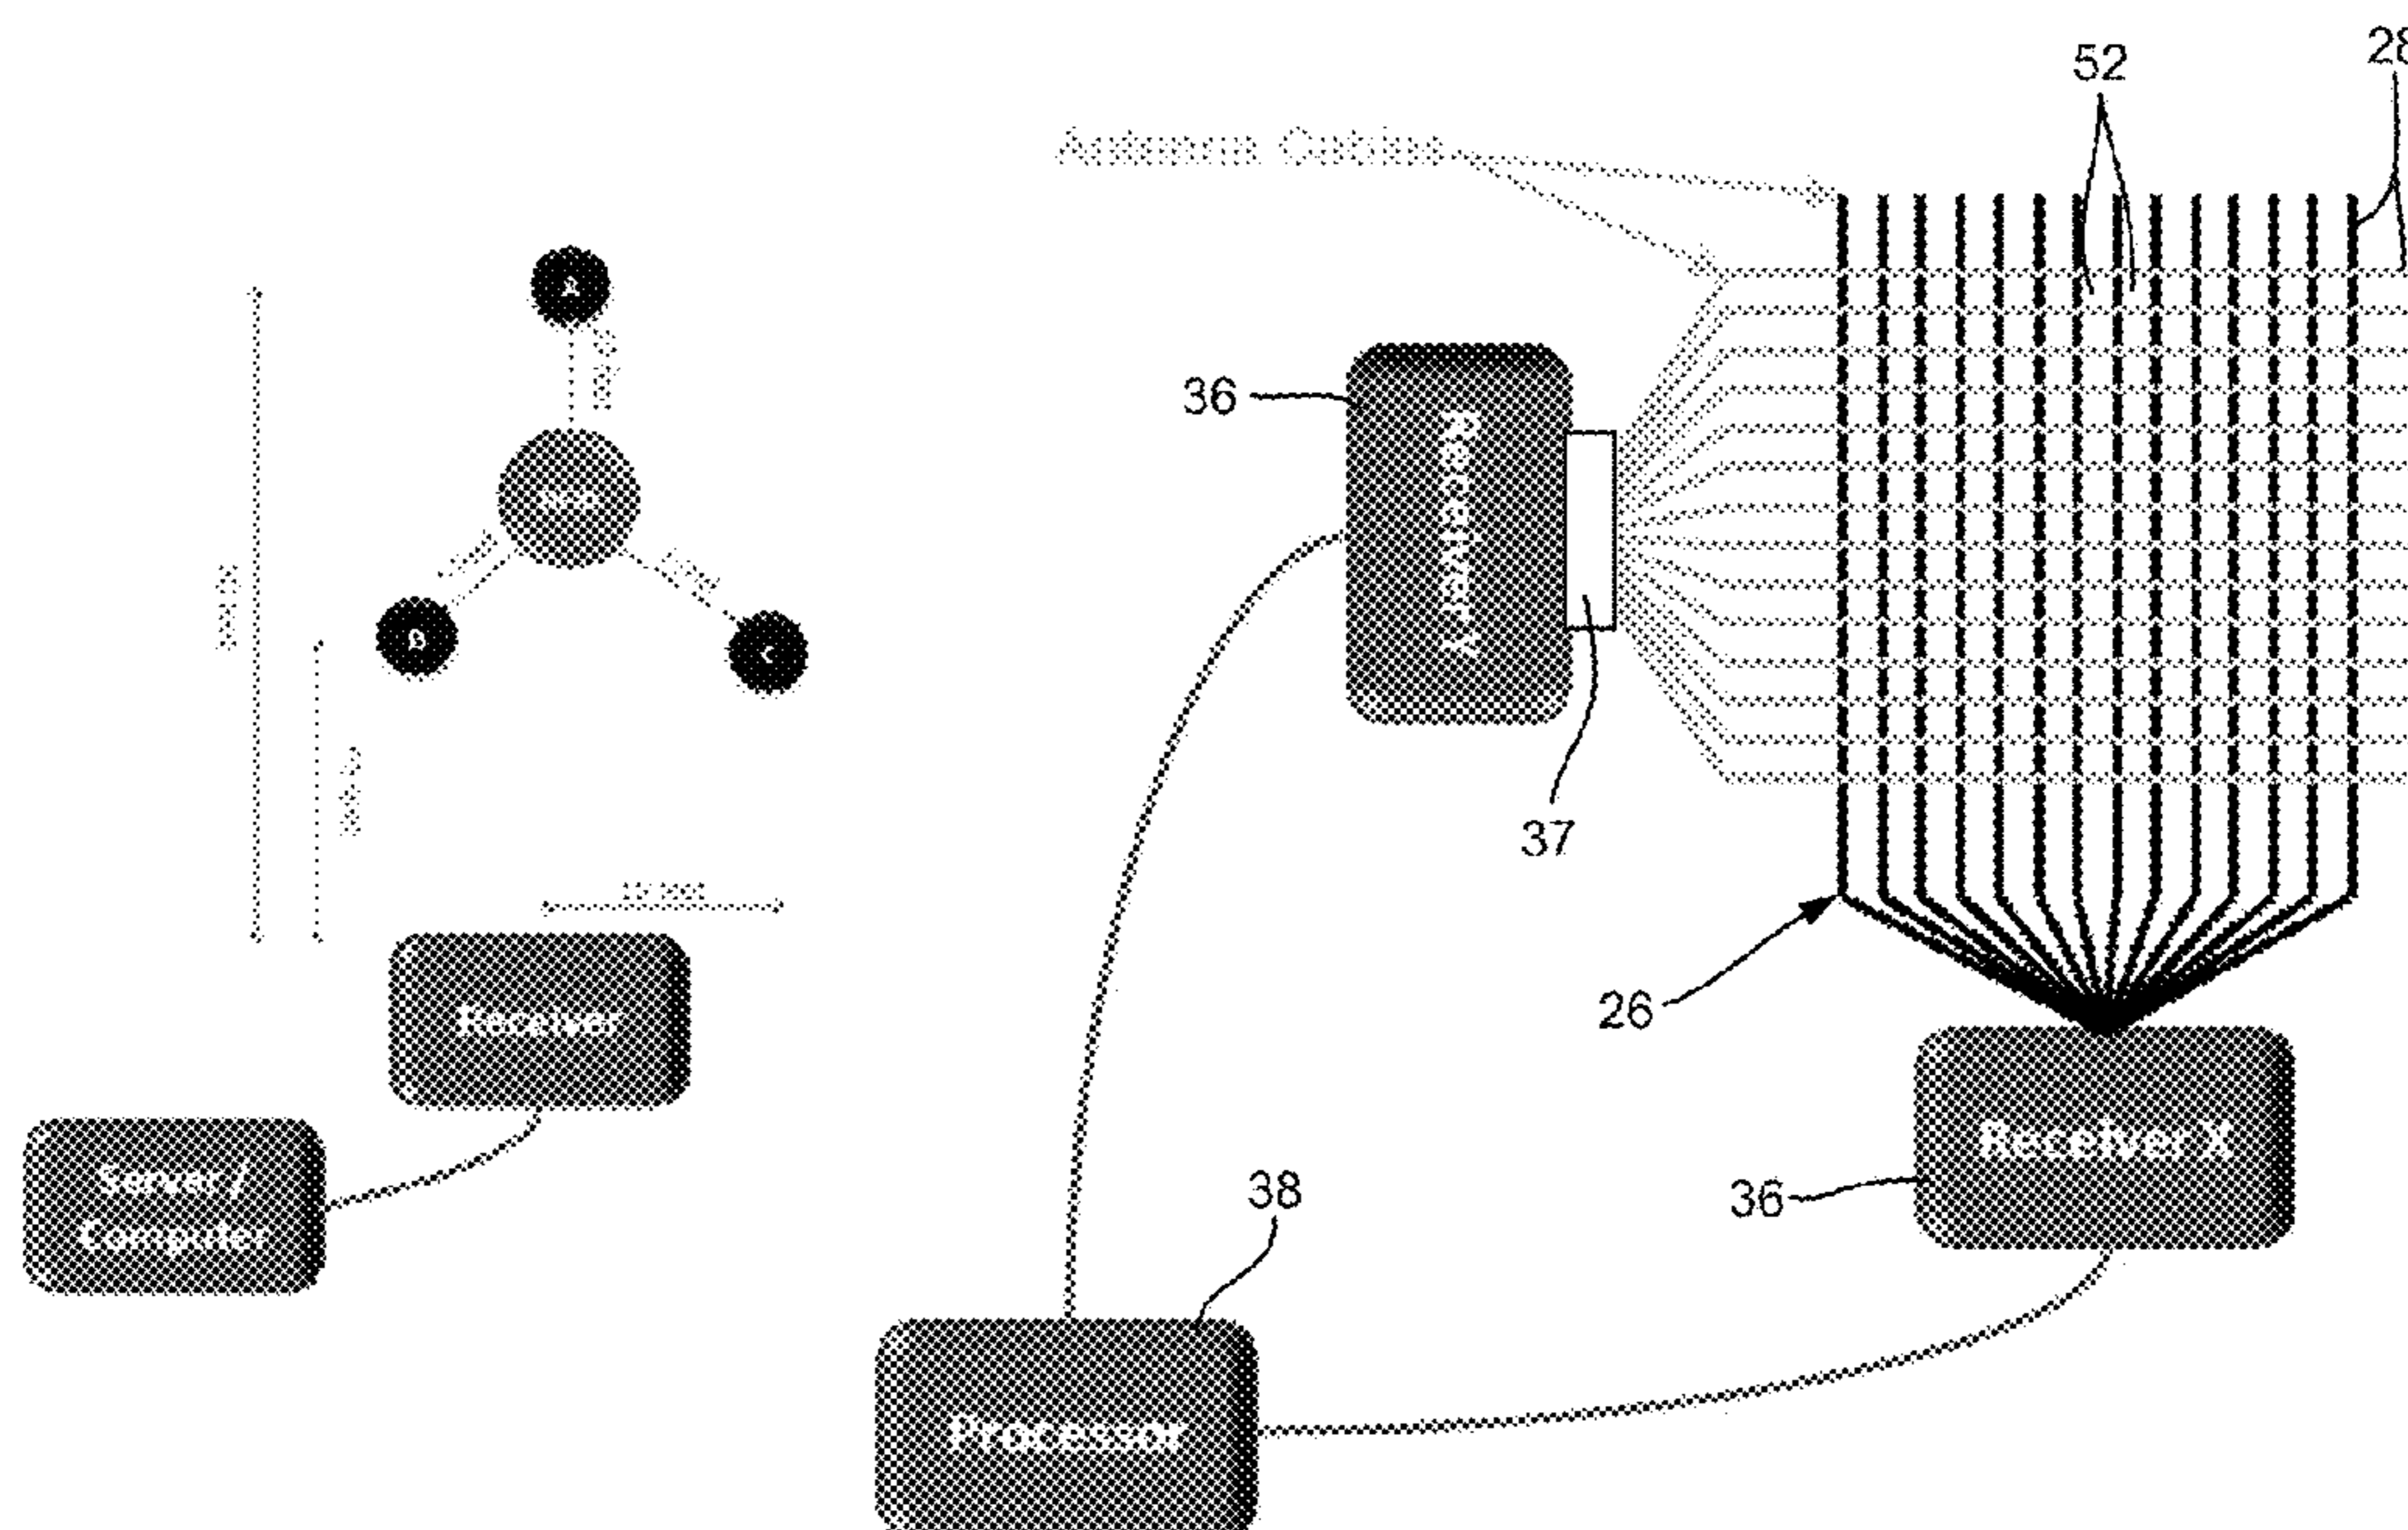 28
52
Antenna Cables
A
36
Receiver Y
B
C
37
26
Receiver
Receiver X
Server /
Computer
36
38
Processor